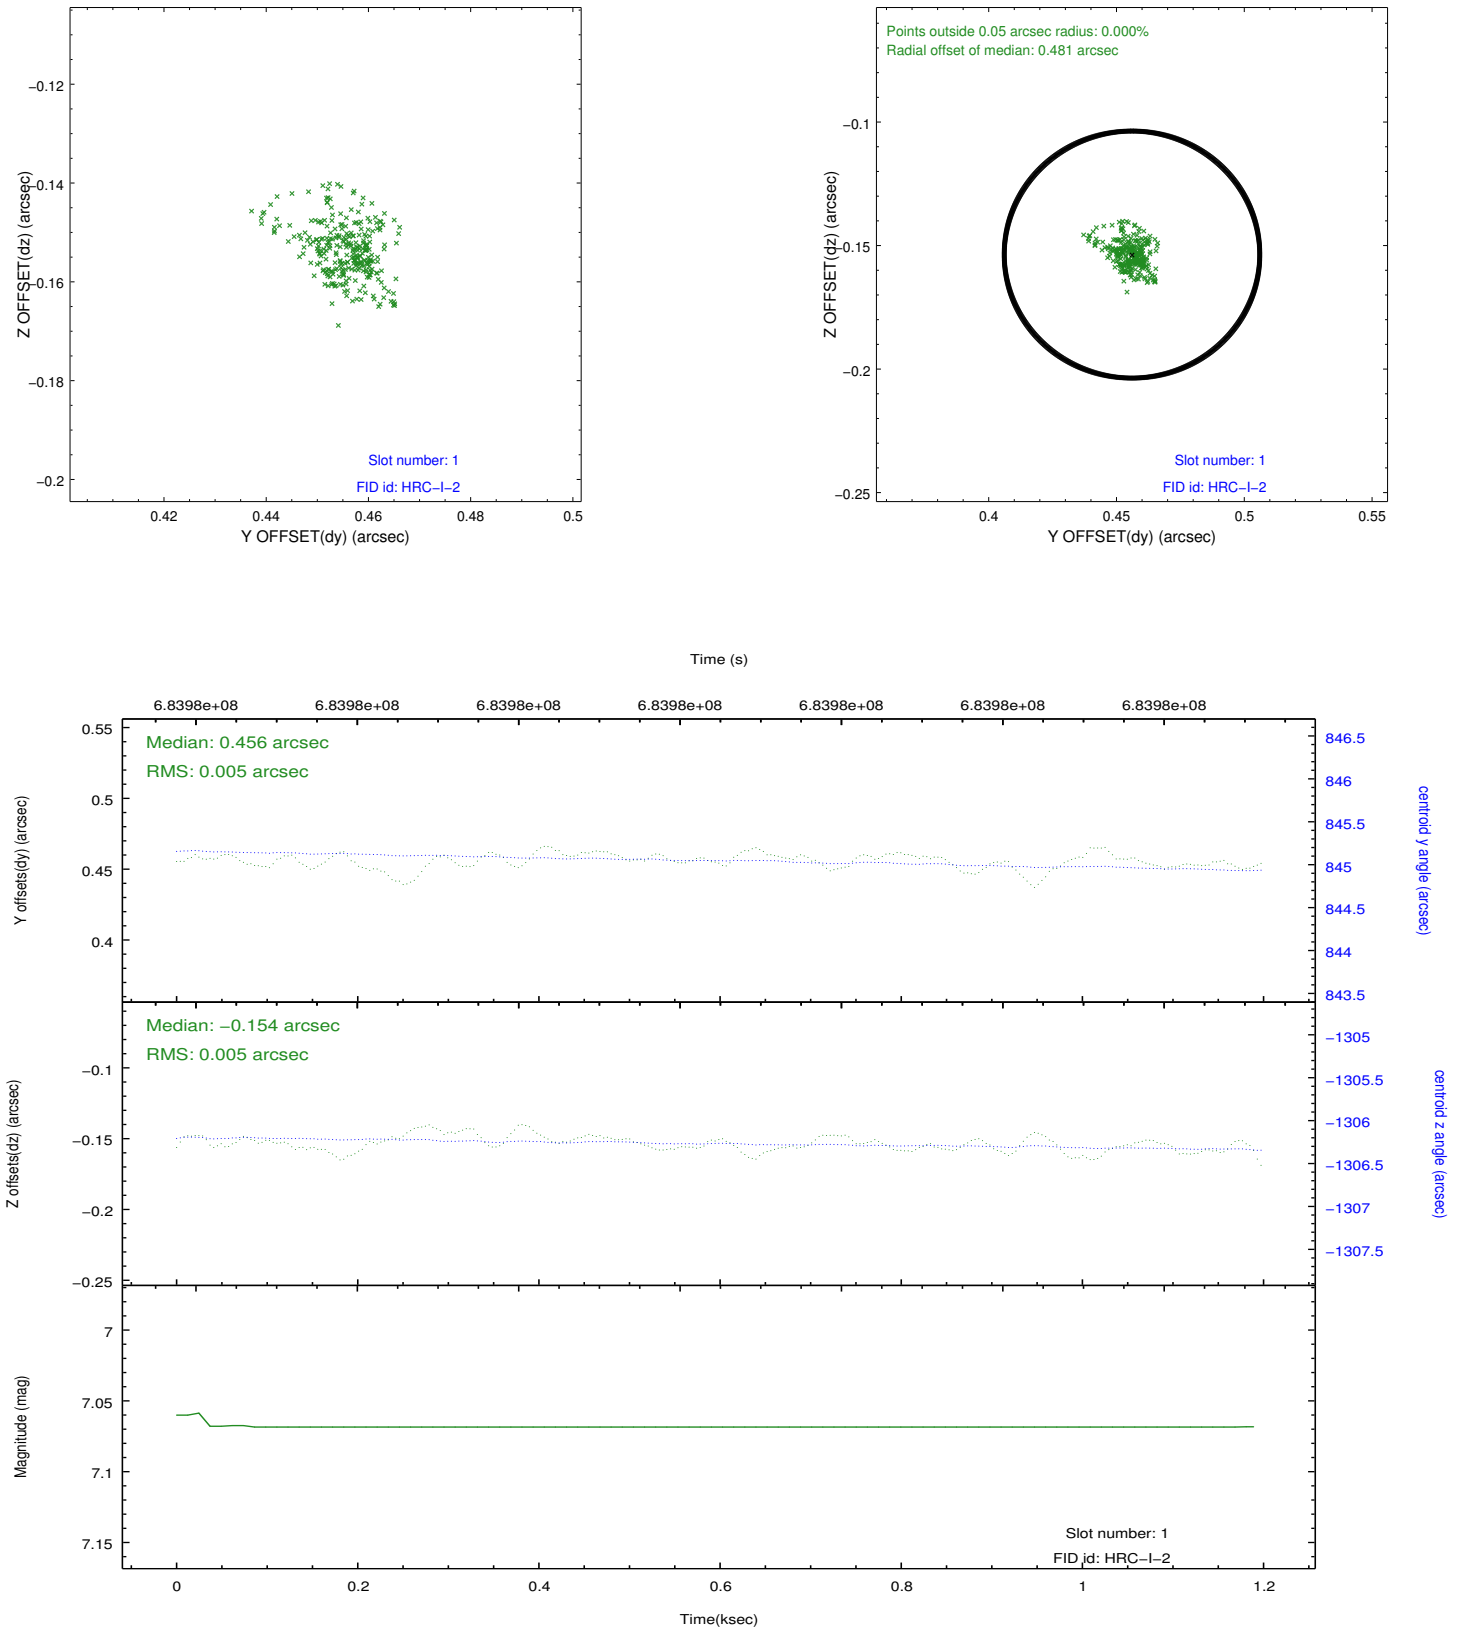 −0.12
−0.14
−0.16
−0.18
−0.2
Z OFFSET(dz) (arcsec)
0.42
0.44
0.46
0.48
0.5
Y OFFSET(dy) (arcsec)
Slot number: 1
FID id: HRC−I−2
Points outside 0.05 arcsec radius: 0.000%
Radial offset of median: 0.481 arcsec
−0.1
−0.15
−0.2
−0.25
Z OFFSET(dz) (arcsec)
0.4
0.45
0.5
0.55
Y OFFSET(dy) (arcsec)
Slot number: 1
FID id: HRC−I−2
Time (s)
6.8398e+08
6.8398e+08
6.8398e+08
6.8398e+08
6.8398e+08
6.8398e+08
6.8398e+08
Median: 0.456 arcsec
RMS: 0.005 arcsec
0.55
0.5
0.45
0.4
Y offsets(dy) (arcsec)
846.5
846
845.5
845
844.5
844
843.5
centroid y angle (arcsec)
Median: −0.154 arcsec
RMS: 0.005 arcsec
−0.1
−0.15
−0.2
−0.25
Z offsets(dz) (arcsec)
−1305
−1305.5
−1306
−1306.5
−1307
−1307.5
centroid z angle (arcsec)
7
7.05
7.1
7.15
Magnitude (mag)
Slot number: 1
FID id: HRC−I−2
0
0.2
0.4
0.6
0.8
1
1.2
Time(ksec)